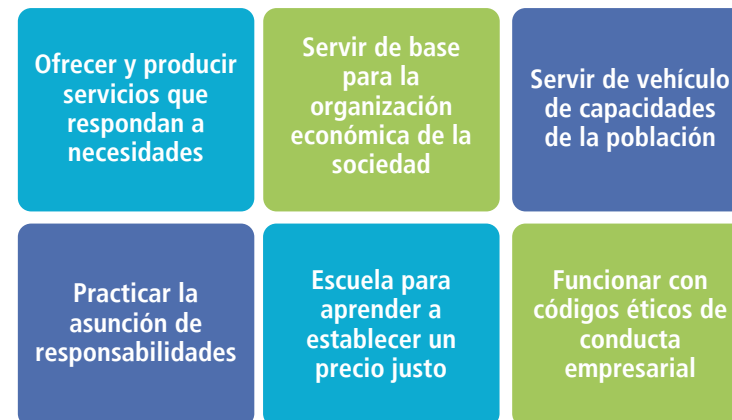 Ofrecer y producir
servicios que
respondan a
necesidades
Servir de base
para la
organización
económica de la
sociedad
Servir de vehículo
de capacidades
de la población
Practicar la
asunción de
responsabilidades
Escuela para
aprender a
establecer un
precio justo
Funcionar con
códigos éticos de
conducta
empresarial